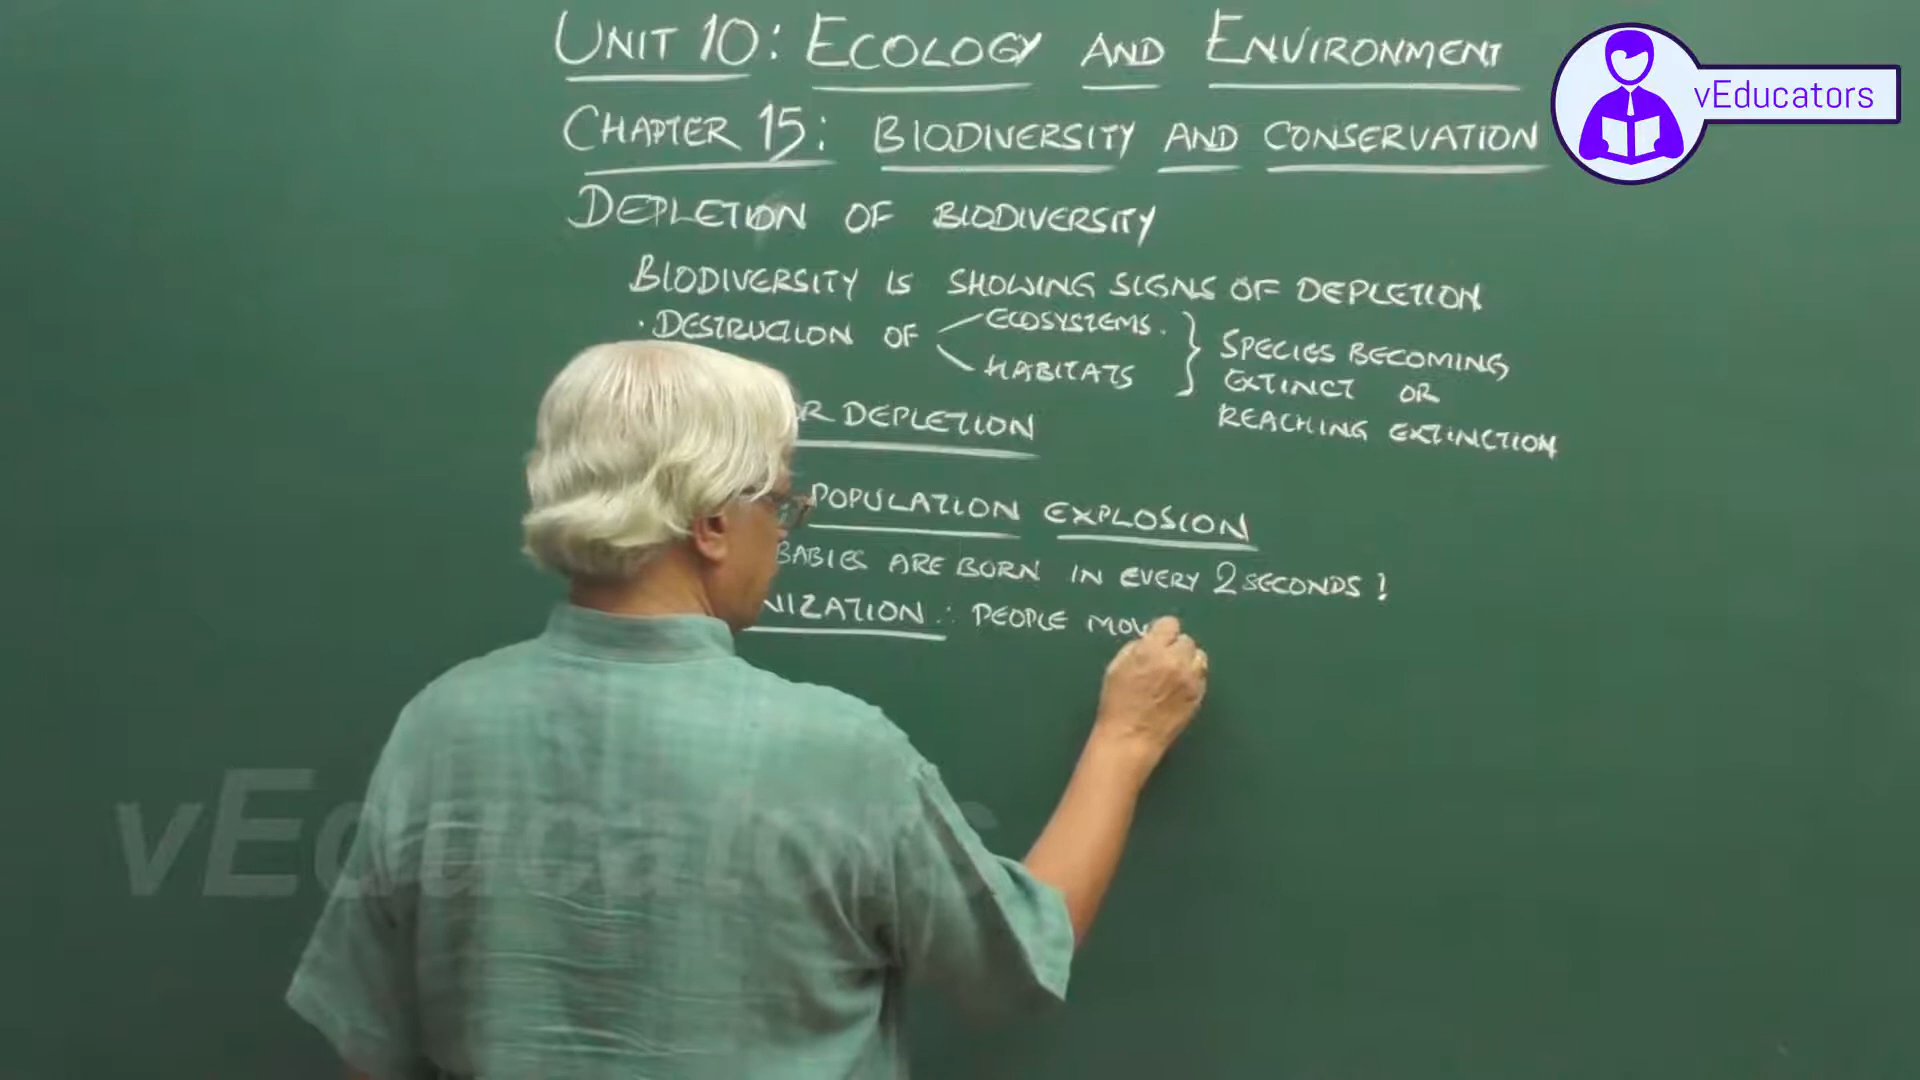 UNIT 10: ECOLOGY AND ENVIRONMENT
vEducators
CHAPTER 15: BIODIVERSITY AND CONSERVATION
DEPLETION OF BIODIVERSITY
BIODIVERSITY IS SHOWING SIGNS OF DEPLETION
· DESTRUCTION OF ECOSYSTEMS.
HABITATS
SPECIES BECOMING
EXTINCT OR
REACHING EXTINCTION
OR DEPLETION
POPULATION EXPLOSION
BABIES ARE BORN IN EVERY 2 SECONDS!
NIZATION : PEOPLE MOV
vEducators